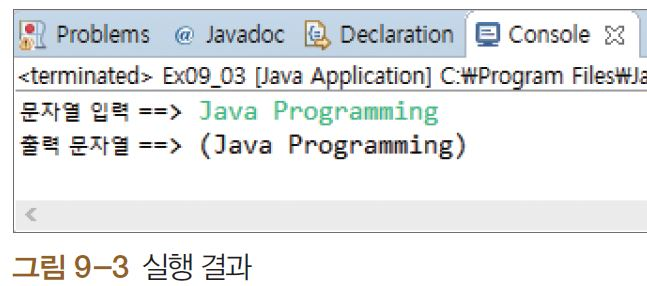 Problems @ Javadoc Declaration Console
<terminated> Ex09_03 [Java Application] C:₩Program Files₩Ja
문자열 입력 ==> Java Programming
출력 문자열 ==> (Java Programming)
그림 9-3 실행 결과